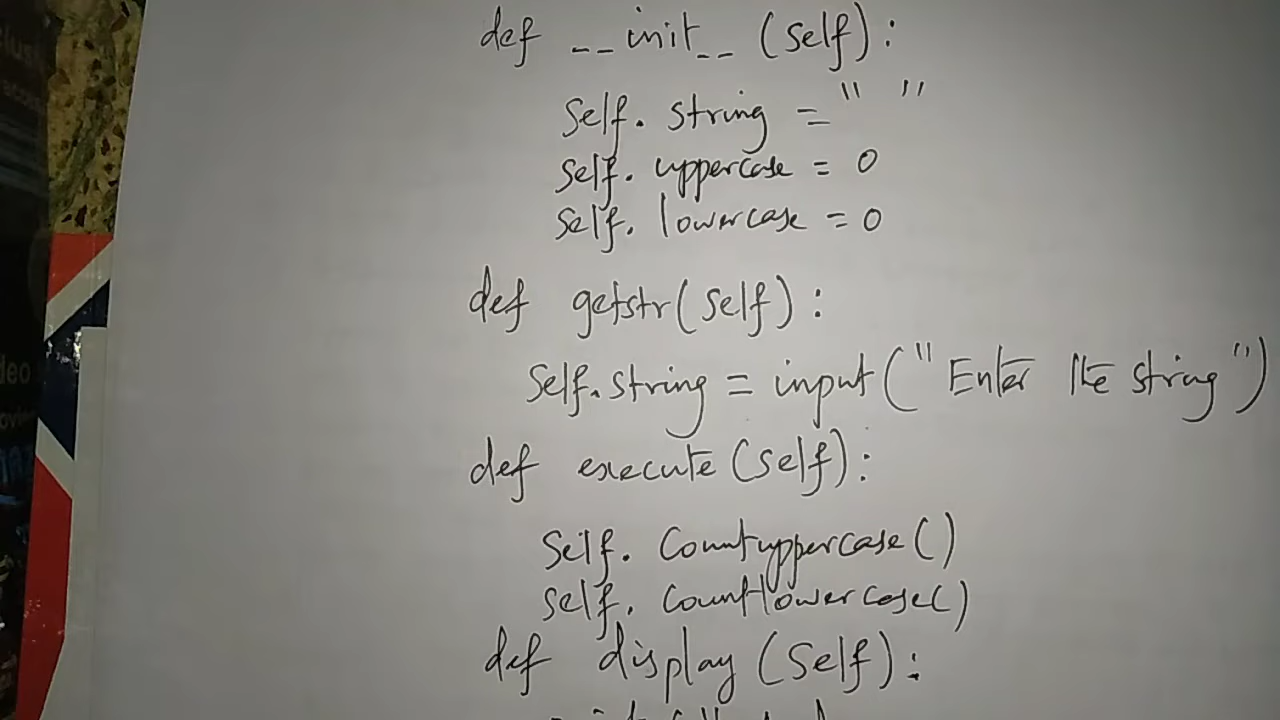 def __init__ (self):
self. string = " "
self. uppercase = 0
self. lowercase = 0
def getstr(self):
self.string = input("Enter the string")
def execute(self):
self. Countuppercase()
self. countlowercase()
def display(self):